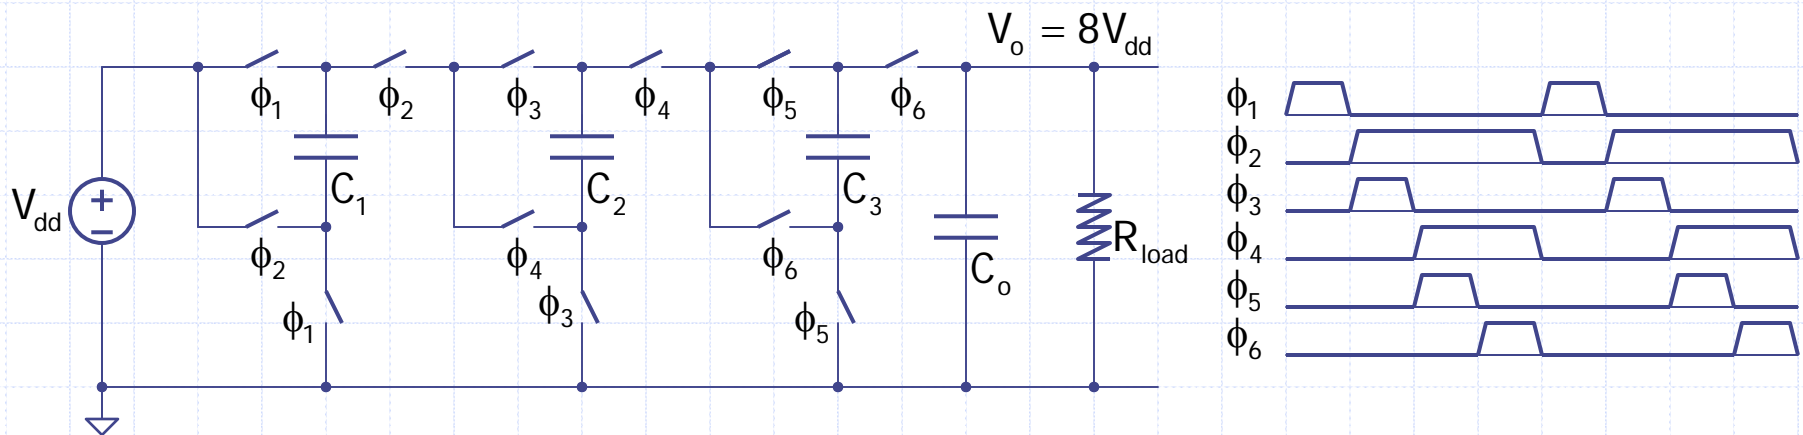 Vo = 8Vdd
ϕ1 ϕ2 ϕ3 ϕ4 ϕ5 ϕ6
Vdd
+
−
C1 C2 C3
ϕ2 ϕ4 ϕ6
Co
Rload
ϕ1 ϕ3 ϕ5
ϕ1
ϕ2
ϕ3
ϕ4
ϕ5
ϕ6